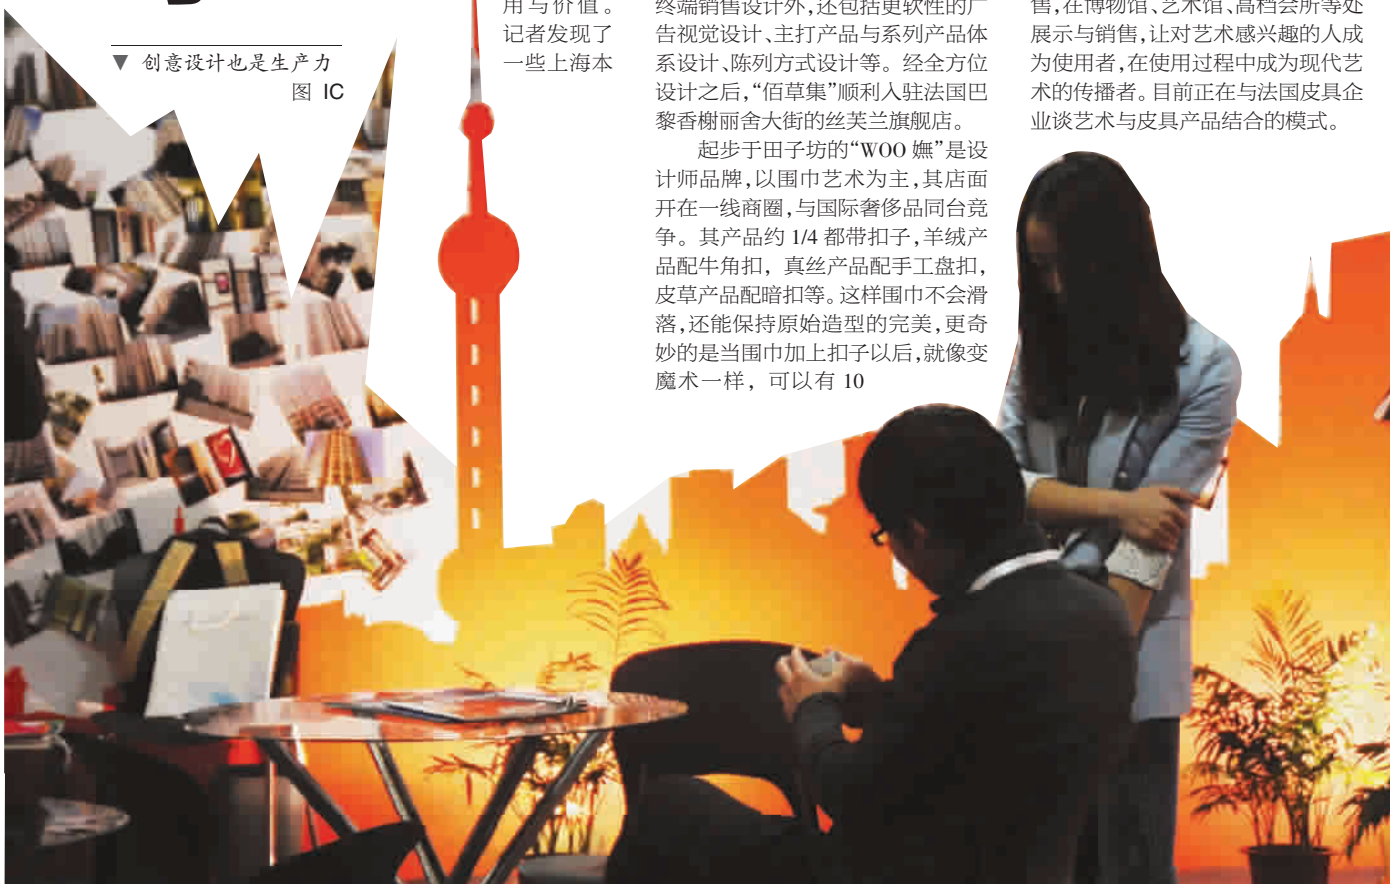 ▼ 创意设计也是生产力
图 IC
用与价值。
记者发现了
一些上海本
终端销售设计外,还包括更软性的广
告视觉设计、主打产品与系列产品体
系设计、陈列方式设计等。经全方位
设计之后,“佰草集”顺利入驻法国巴
黎香榭丽舍大街的丝芙兰旗舰店。
起步于田子坊的“WOO 嫵”是设
计师品牌,以围巾艺术为主,其店面
开在一线商圈,与国际奢侈品同台竞
争。其产品约 1/4 都带扣子,羊绒产
品配牛角扣,真丝产品配手工盘扣,
皮草产品配暗扣等。这样围巾不会滑
落,还能保持原始造型的完美,更奇
妙的是当围巾加上扣子以后,就像变
魔术一样,可以有 10
售,在博物馆、艺术馆、高档会所等处
展示与销售,让对艺术感兴趣的人成
为使用者,在使用过程中成为现代艺
术的传播者。目前正在与法国皮具企
业谈艺术与皮具产品结合的模式。